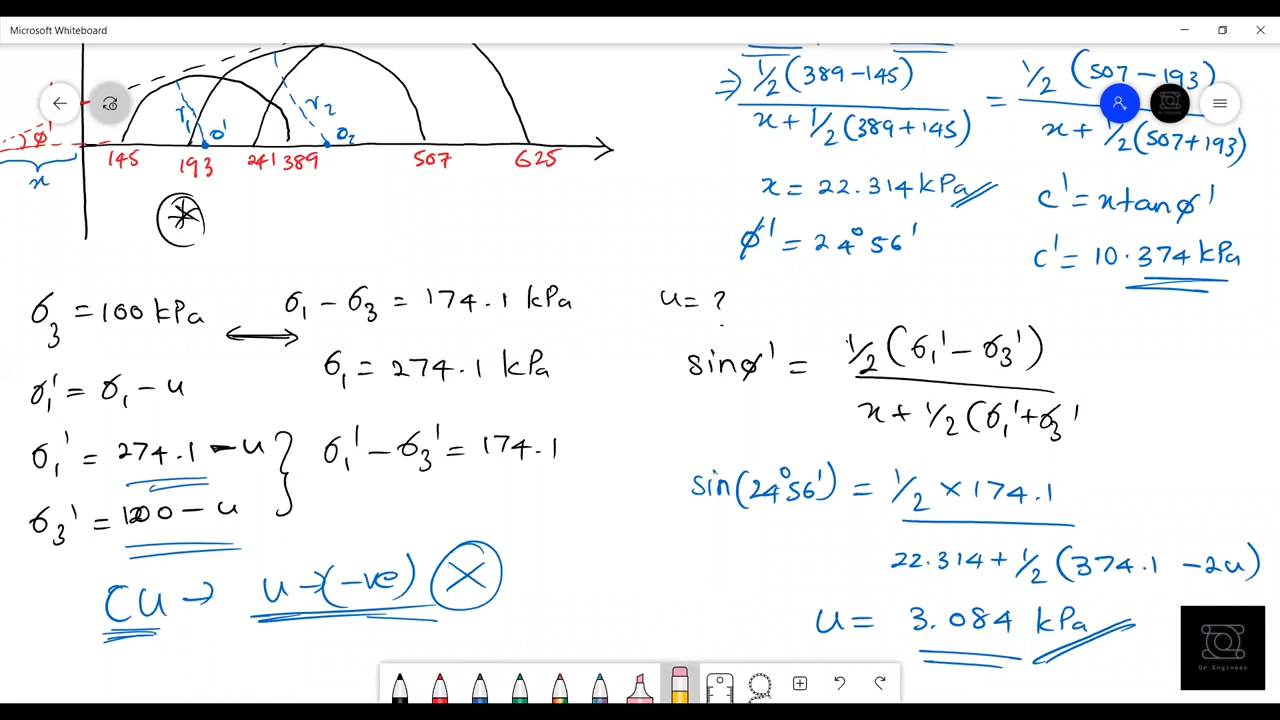 Microsoft Whiteboard
φ'
x
r₁
O'
r₂
O₂
145 193 241 389 507 625
⇒ 1/2 (389-145) / x + 1/2 (389+145) = 1/2 (507-193) / x + 1/2 (507+193)
x = 22.314 kPa
φ' = 24°56'
c' = x tan φ'
c' = 10.374 kPa
σ3 = 100 kPa ⟷ σ1 - σ3 = 174.1 kPa
σ1 = 274.1 kPa
σ1' = σ1 - u
σ1' = 274.1 - u } σ1' - σ3' = 174.1
σ3' = 100 - u
CU → u → (-ve) ✗
u = ?
sin φ' = 1/2 (σ1' - σ3') / x + 1/2 (σ1' + σ3'
sin(24°56') = 1/2 × 174.1 / 22.314 + 1/2 (374.1 - 2u)
u = 3.084 kPa
Dr.Engineer